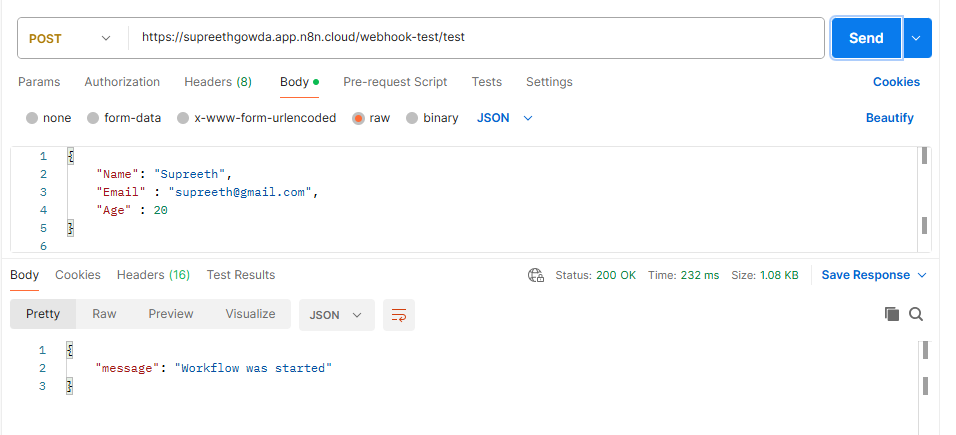 POST https://supreethgowda.app.n8n.cloud/webhook-test/test Send
Params Authorization Headers (8) Body Pre-request Script Tests Settings Cookies
none form-data x-www-form-urlencoded raw binary JSON Beautify
1 {
2 "Name": "Supreeth",
3 "Email" : "supreeth@gmail.com",
4 "Age" : 20
5 }
6
Body Cookies Headers (16) Test Results Status: 200 OK Time: 232 ms Size: 1.08 KB Save Response
Pretty Raw Preview Visualize JSON
1 {
2 "message": "Workflow was started"
3 }